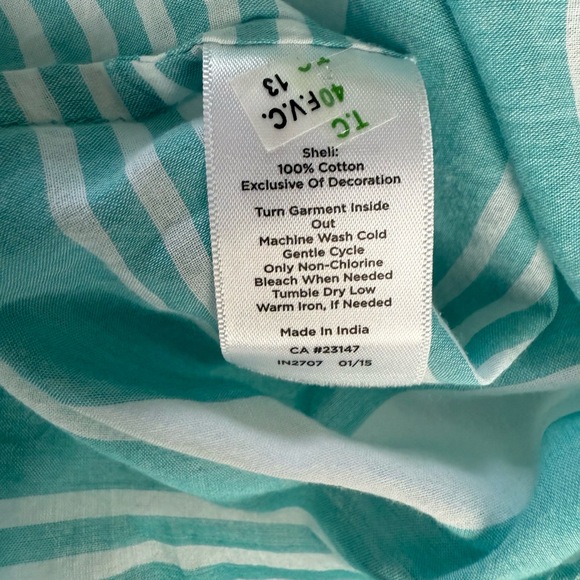 T.C
40 F.V.C.
13
Sheli:
100% Cotton
Exclusive Of Decoration
Turn Garment Inside
Out
Machine Wash Cold
Gentle Cycle
Only Non-Chlorine
Bleach When Needed
Tumble Dry Low
Warm Iron, If Needed
Made In India
CA #23147
IN2707 01/15